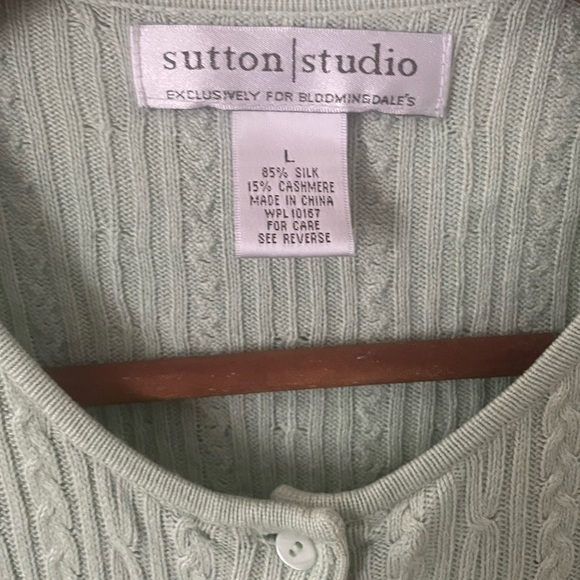 sutton|studio
EXCLUSIVELY FOR BLOOMINGDALE'S
L
85% SILK
15% CASHMERE
MADE IN CHINA
WPL10167
FOR CARE
SEE REVERSE